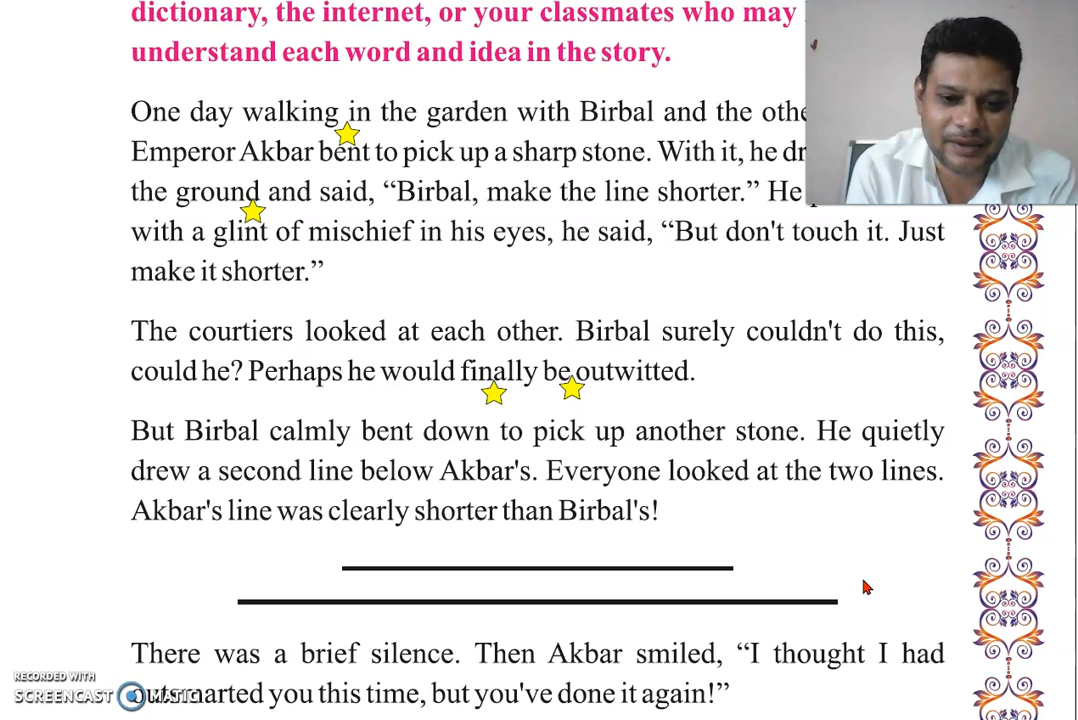 dictionary, the internet, or your classmates who may
understand each word and idea in the story.
One day walking in the garden with Birbal and the othe
Emperor Akbar bent to pick up a sharp stone. With it, he dr
the ground and said, “Birbal, make the line shorter.” He
with a glint of mischief in his eyes, he said, “But don't touch it. Just
make it shorter.”
The courtiers looked at each other. Birbal surely couldn't do this,
could he? Perhaps he would finally be outwitted.
But Birbal calmly bent down to pick up another stone. He quietly
drew a second line below Akbar's. Everyone looked at the two lines.
Akbar's line was clearly shorter than Birbal's!
There was a brief silence. Then Akbar smiled, “I thought I had
outsmarted you this time, but you've done it again!”
RECORDED WITH
SCREENCAST MATIC